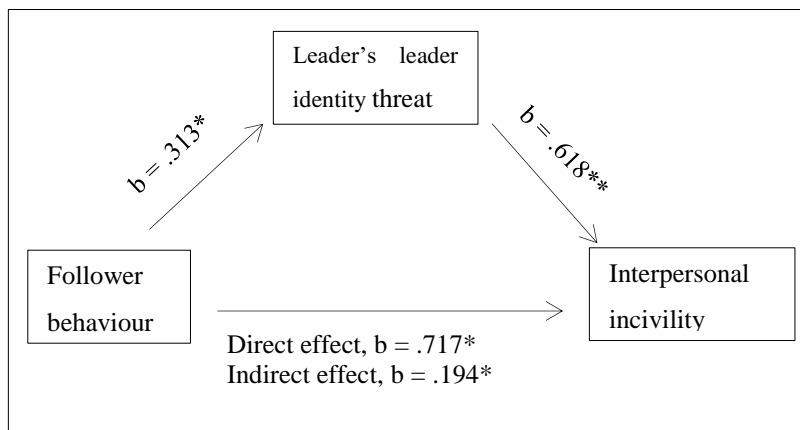 Leader’s leader
identity threat
b = .313*
b = .618**
Follower
behaviour
Interpersonal
incivility
Direct effect, b = .717*
Indirect effect, b = .194*